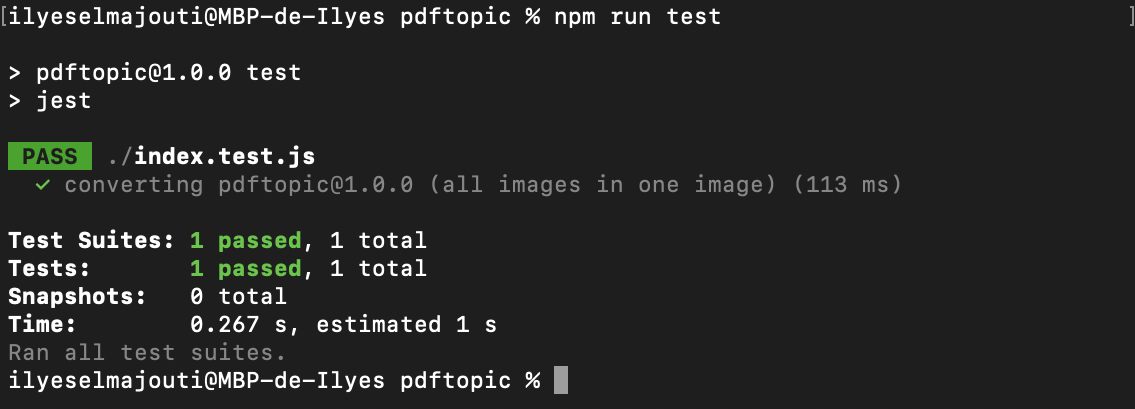 [ilyeselmajouti@MBP-de-Ilyes pdftopic % npm run test ]
> pdftopic@1.0.0 test
> jest
PASS ./index.test.js
✓ converting pdftopic@1.0.0 (all images in one image) (113 ms)
Test Suites: 1 passed, 1 total
Tests: 1 passed, 1 total
Snapshots: 0 total
Time: 0.267 s, estimated 1 s
Ran all test suites.
ilyeselmajouti@MBP-de-Ilyes pdftopic %